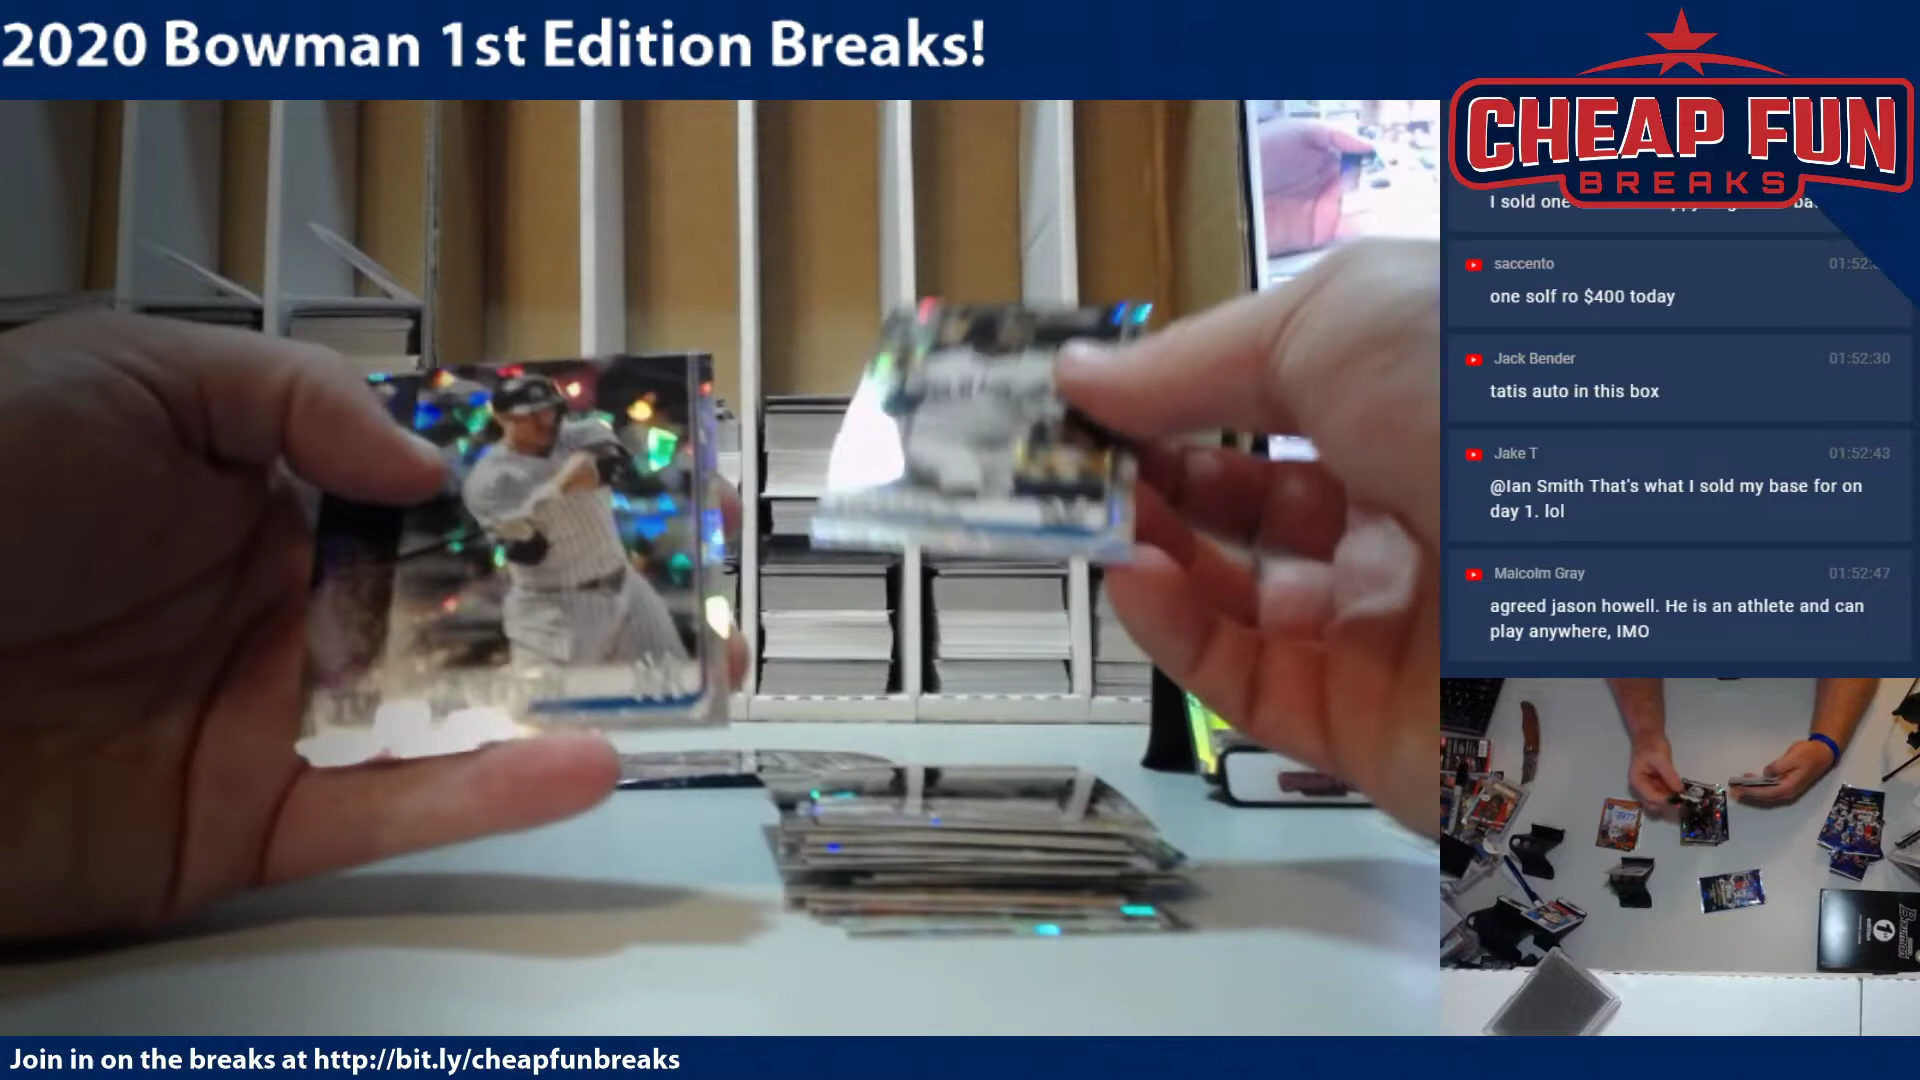 2020 Bowman 1st Edition Breaks!
CHEAP FUN
BREAKS
I sold one
saccento
one solf ro $400 today
Jack Bender 01:52:30
tatis auto in this box
Jake T 01:52:43
@Ian Smith That's what I sold my base for on
day 1. lol
Malcolm Gray 01:52:47
agreed jason howell. He is an athlete and can
play anywhere, IMO
Bowman
1st
Join in on the breaks at http://bit.ly/cheapfunbreaks